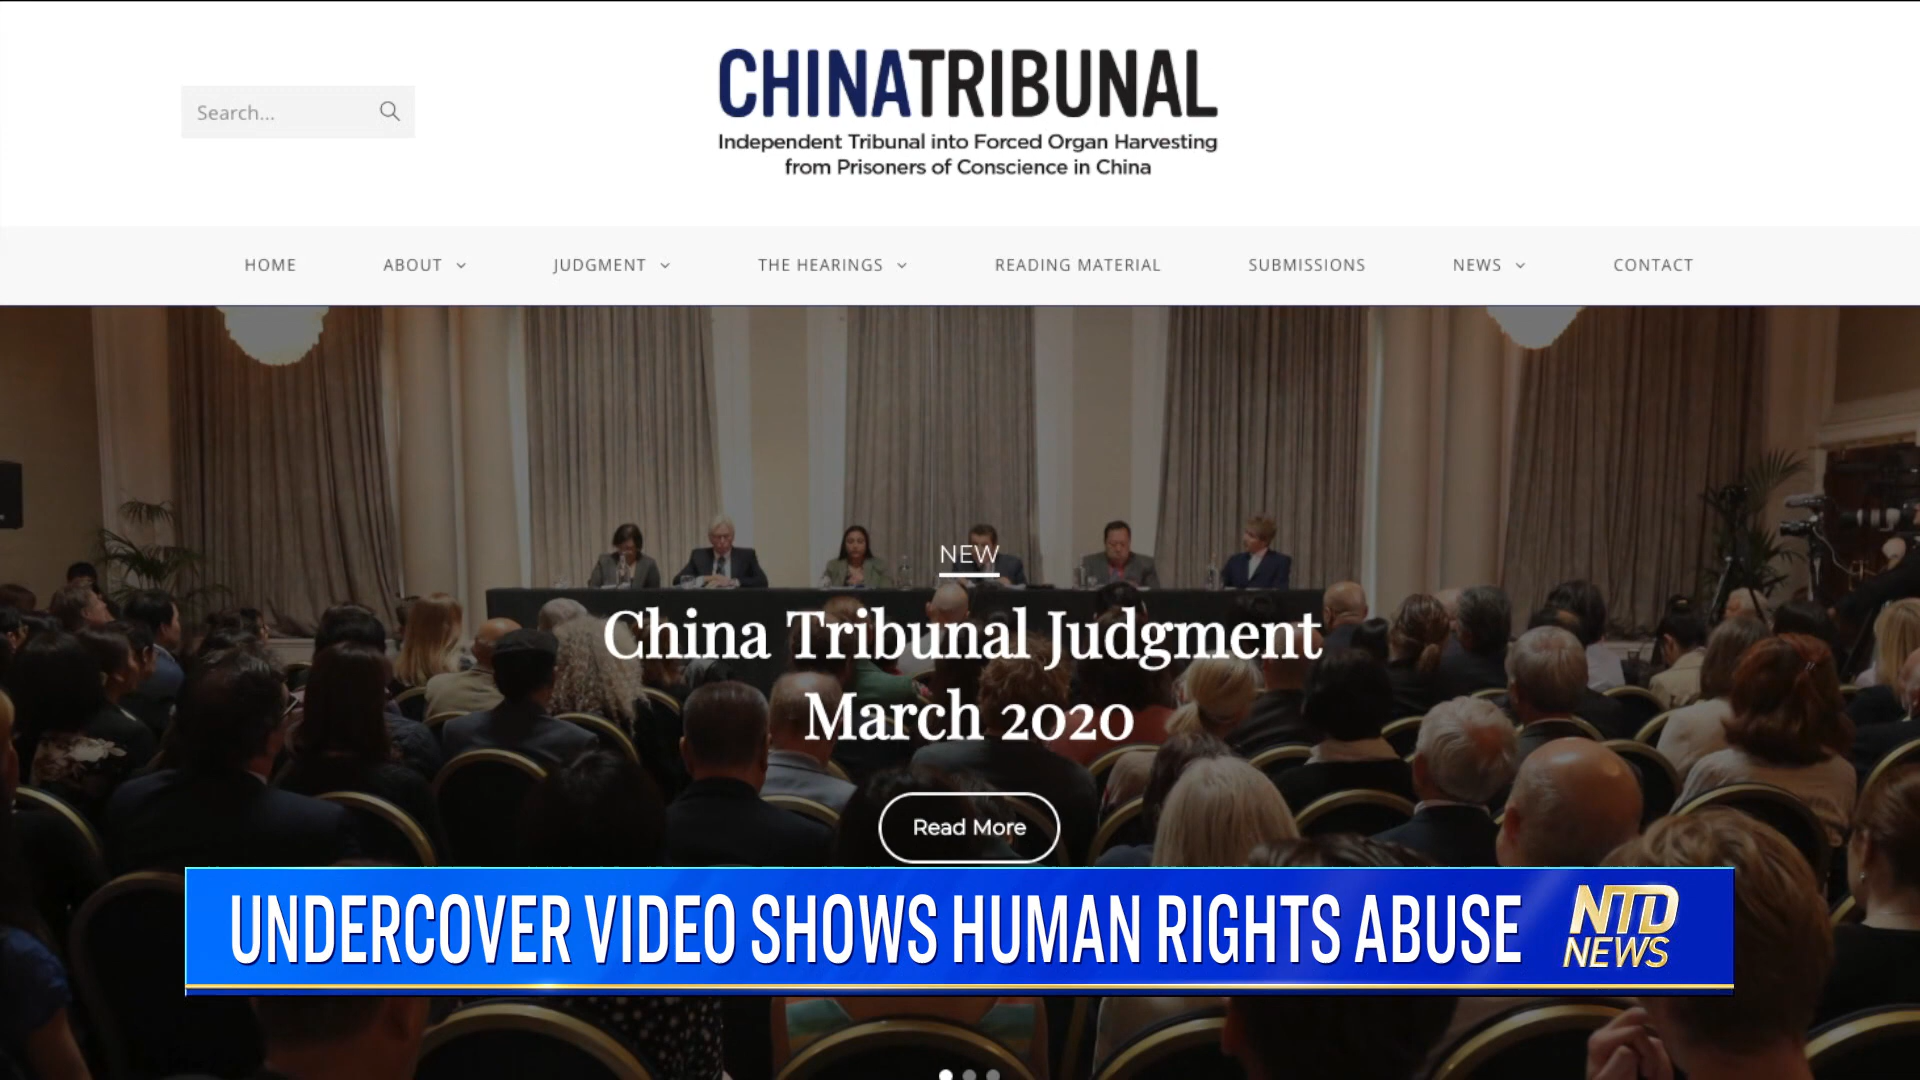 CHINATRIBUNAL
Search...
Independent Tribunal into Forced Organ Harvesting
from Prisoners of Conscience in China
HOME
ABOUT
JUDGMENT
THE HEARINGS
READING MATERIAL
SUBMISSIONS
NEWS
CONTACT
NEW
China Tribunal Judgment
March 2020
Read More
UNDERCOVER VIDEO SHOWS HUMAN RIGHTS ABUSE
NTD
NEWS